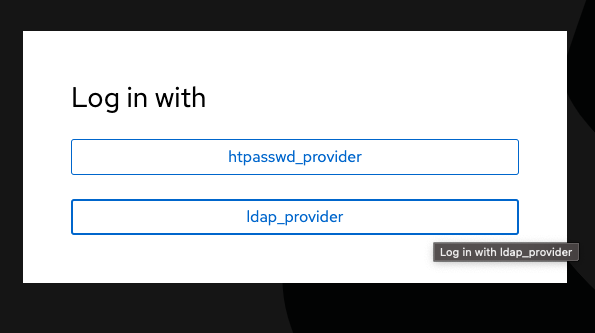 Log in with
htpasswd_provider
ldap_provider
Log in with ldap_provider